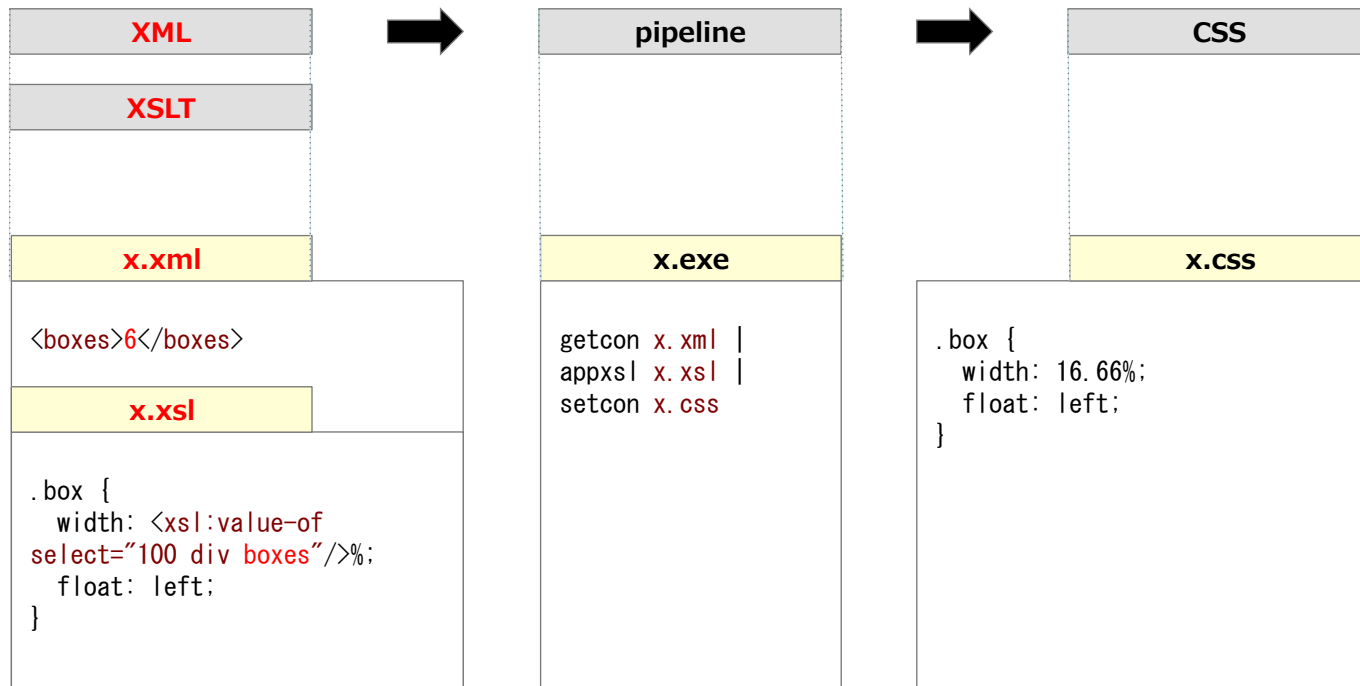 XML
pipeline
CSS
XSLT
x.xml
x.exe
x.css
<boxes>6</boxes>
x.xsl
.box {
  width: <xsl:value-of
select="100 div boxes"/>%;
  float: left;
}
getcon x.xml |
appxsl x.xsl |
setcon x.css
.box {
  width: 16.66%;
  float: left;
}